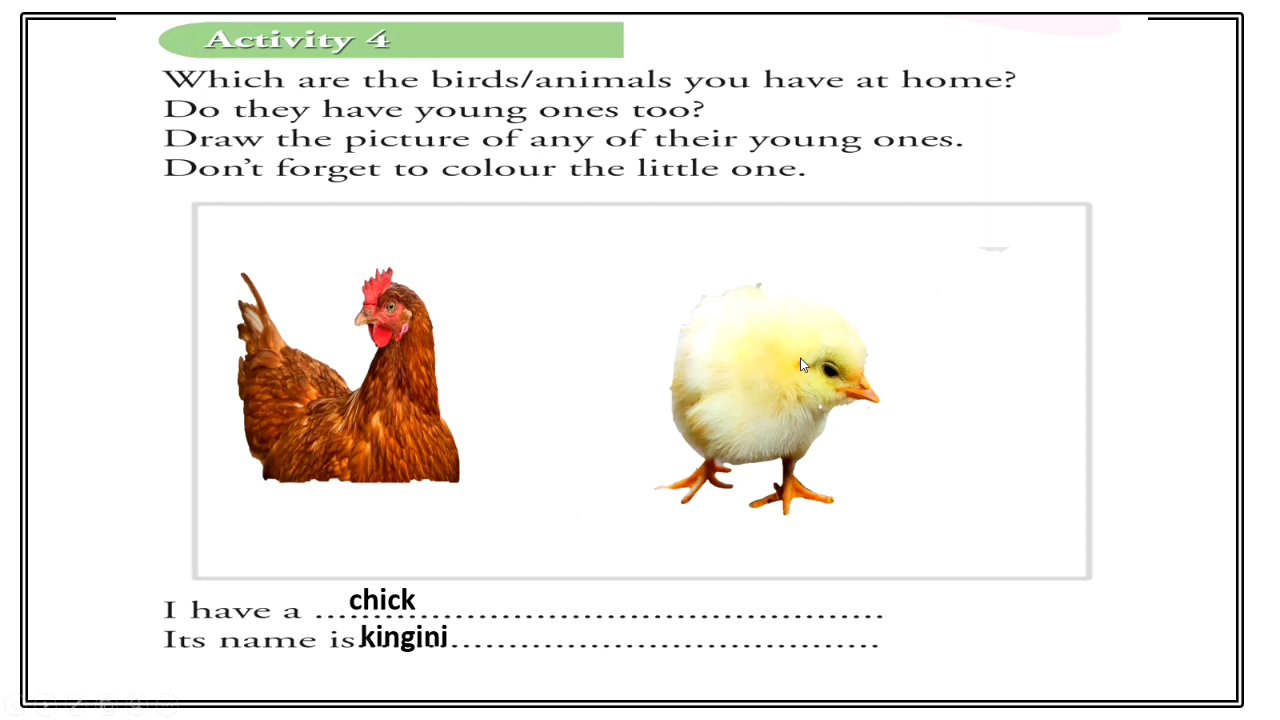 Activity 4
Which are the birds/animals you have at home?
Do they have young ones too?
Draw the picture of any of their young ones.
Don't forget to colour the little one.
I have a ...chick.......................................
Its name is kingini.....................................